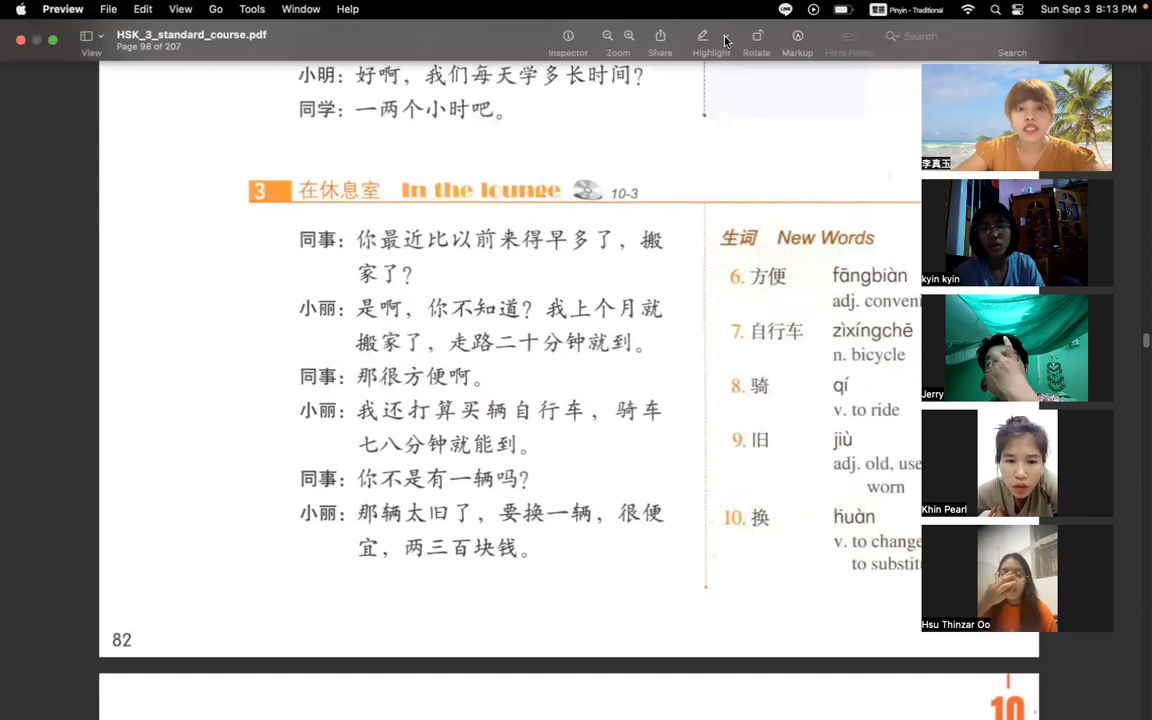 Preview File Edit View Go Tools Window Help
Pinyin - Traditional Sun Sep 3 8:13 PM
HSK_3_standard_course.pdf
Page 98 of 207
View Inspector Zoom Share Highlight Rotate Markup Form Filling Search
Search
小明：好啊，我们每天学多长时间？
同学：一两个小时吧。
3 在休息室 In the lounge 10-3
同事：你最近比以前来得早多了，搬
家了？
小丽：是啊，你不知道？我上个月就
搬家了，走路二十分钟就到。
同事：那很方便啊。
小丽：我还打算买辆自行车，骑车
七八分钟就能到。
同事：你不是有一辆吗？
小丽：那辆太旧了，要换一辆，很便
宜，两三百块钱。
生词 New Words
6. 方便 fāngbiàn
adj. conveni
7. 自行车 zìxíngchē
n. bicycle
8. 骑 qí
v. to ride
9. 旧 jiù
adj. old, use
worn
10. 换 huàn
v. to change
to substit
82
10
李真玉
kyin kyin
Jerry
Khin Pearl
Hsu Thinzar Oo